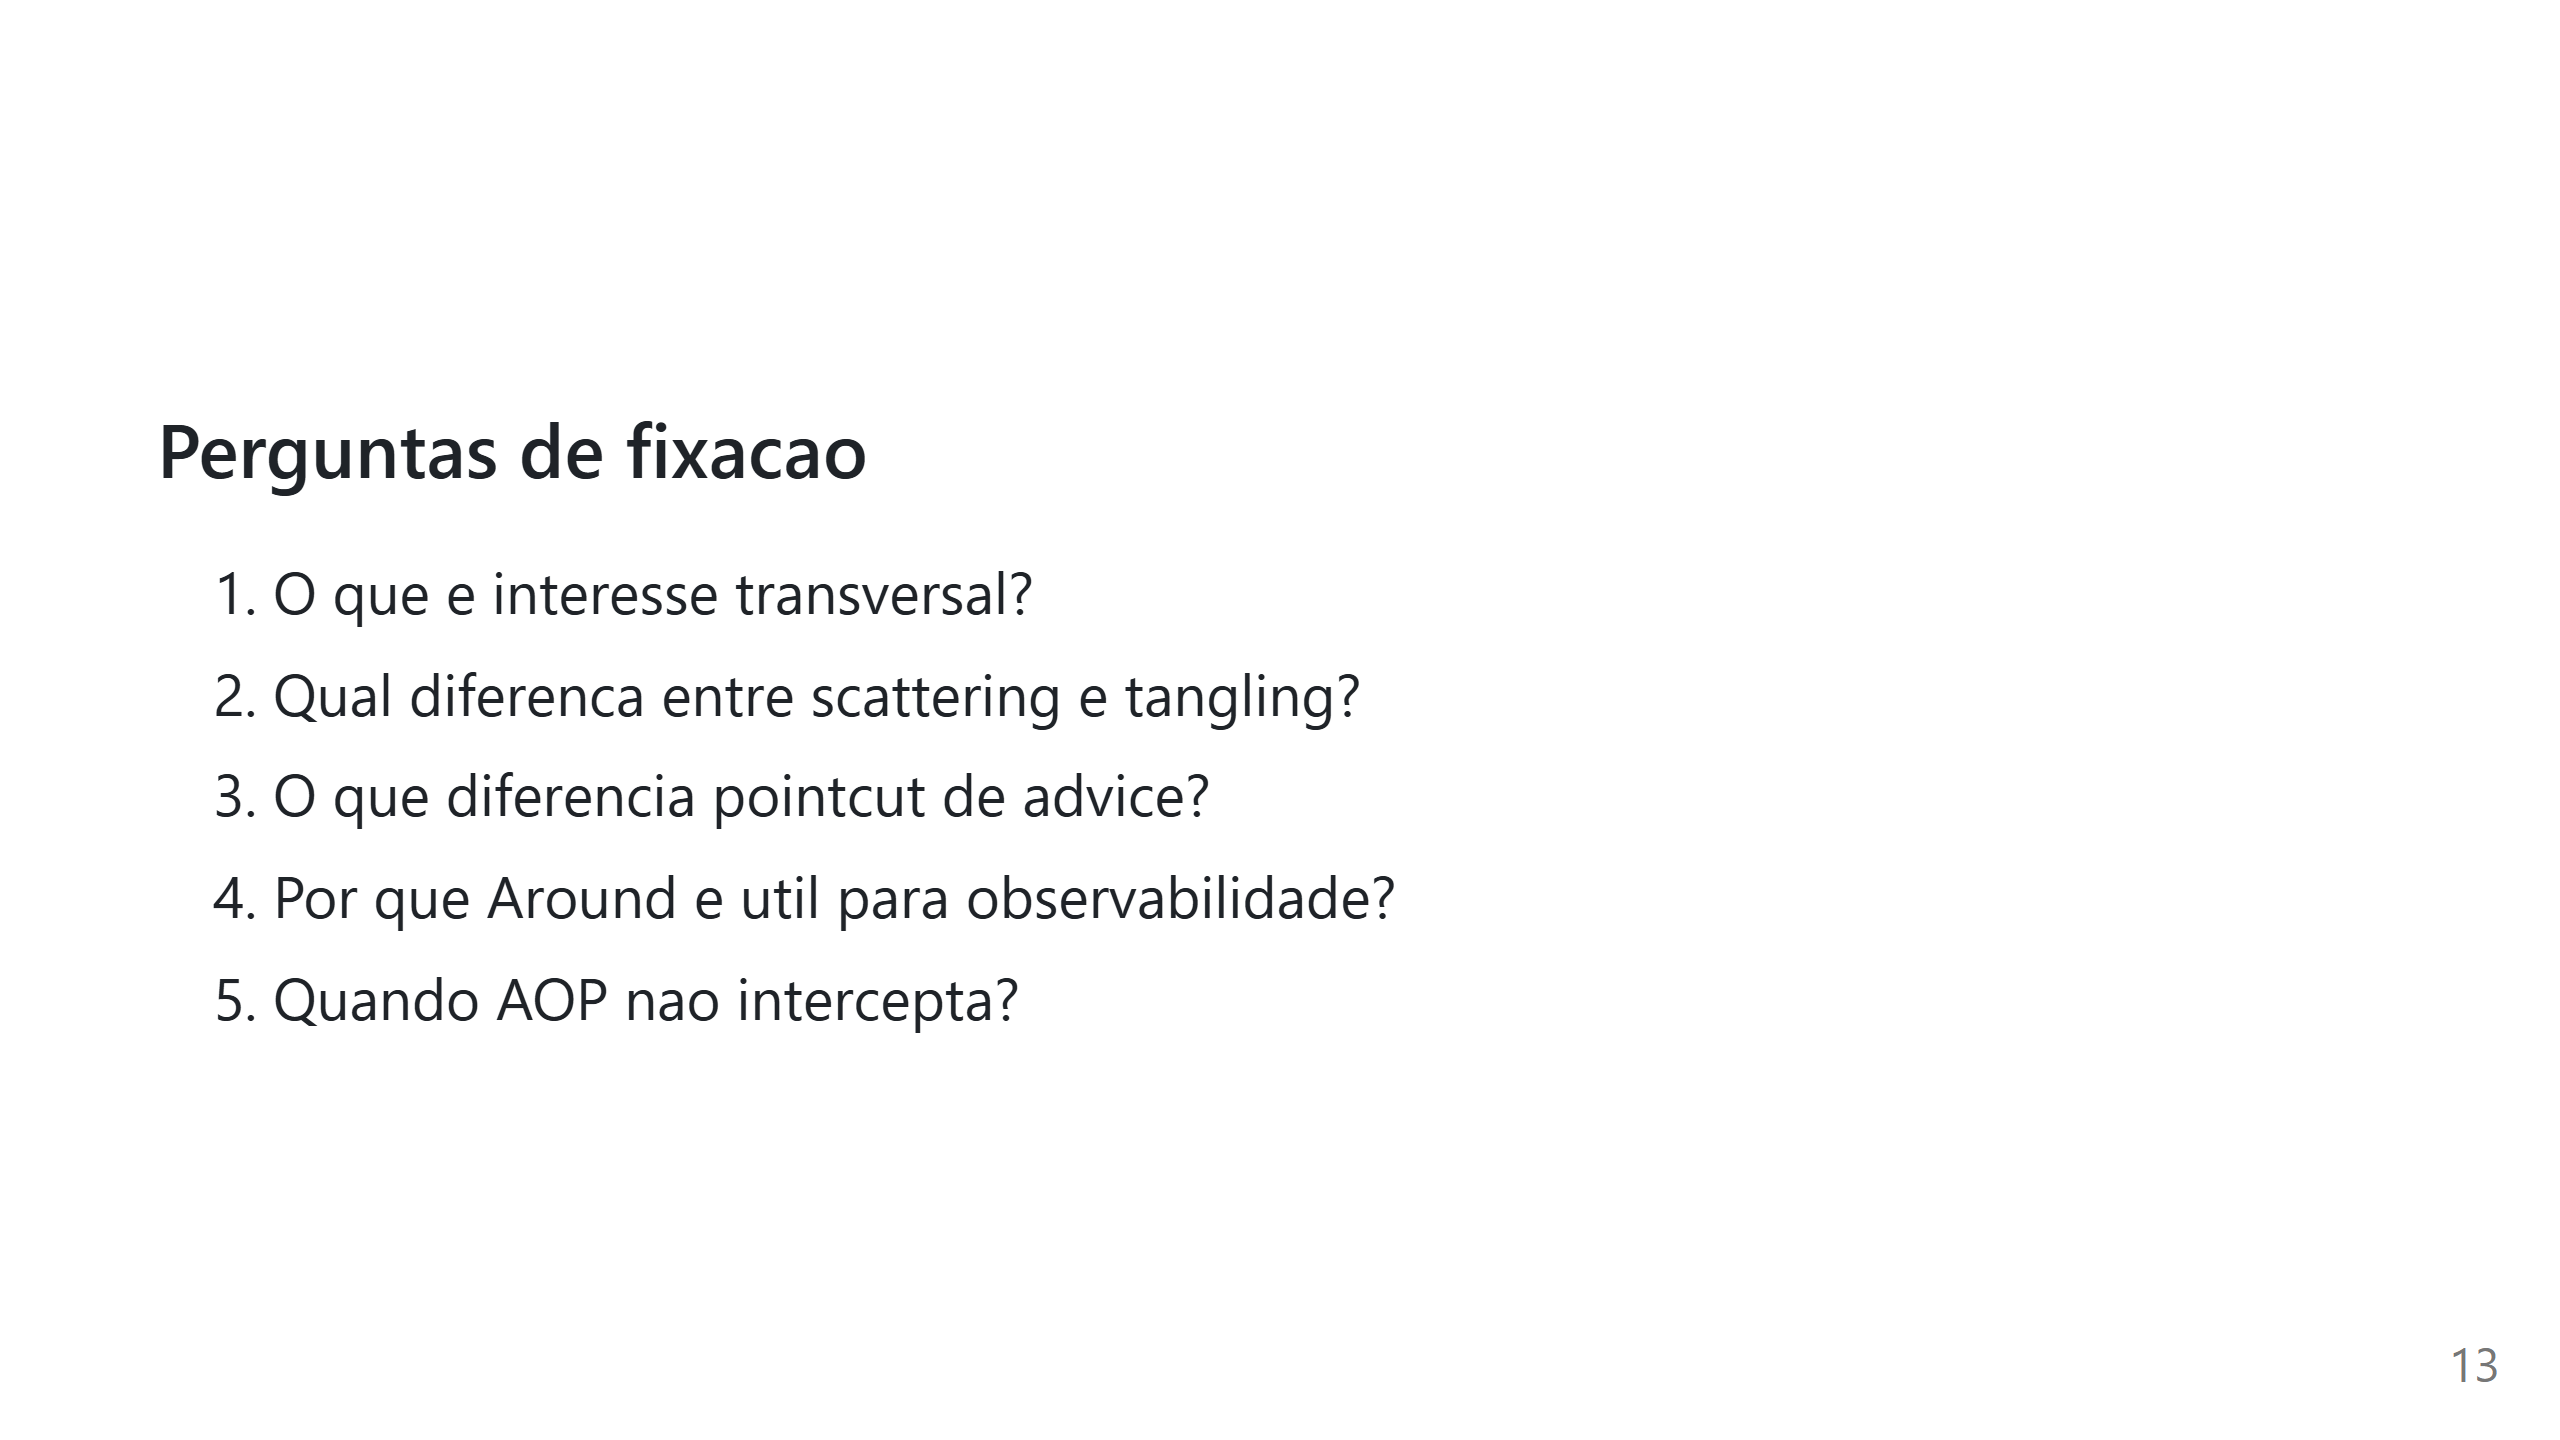 Perguntas de fixacao
1. O que e interesse transversal?
2. Qual diferenca entre scattering e tangling?
3. O que diferencia pointcut de advice?
4. Por que Around e util para observabilidade?
5. Quando AOP nao intercepta?
13